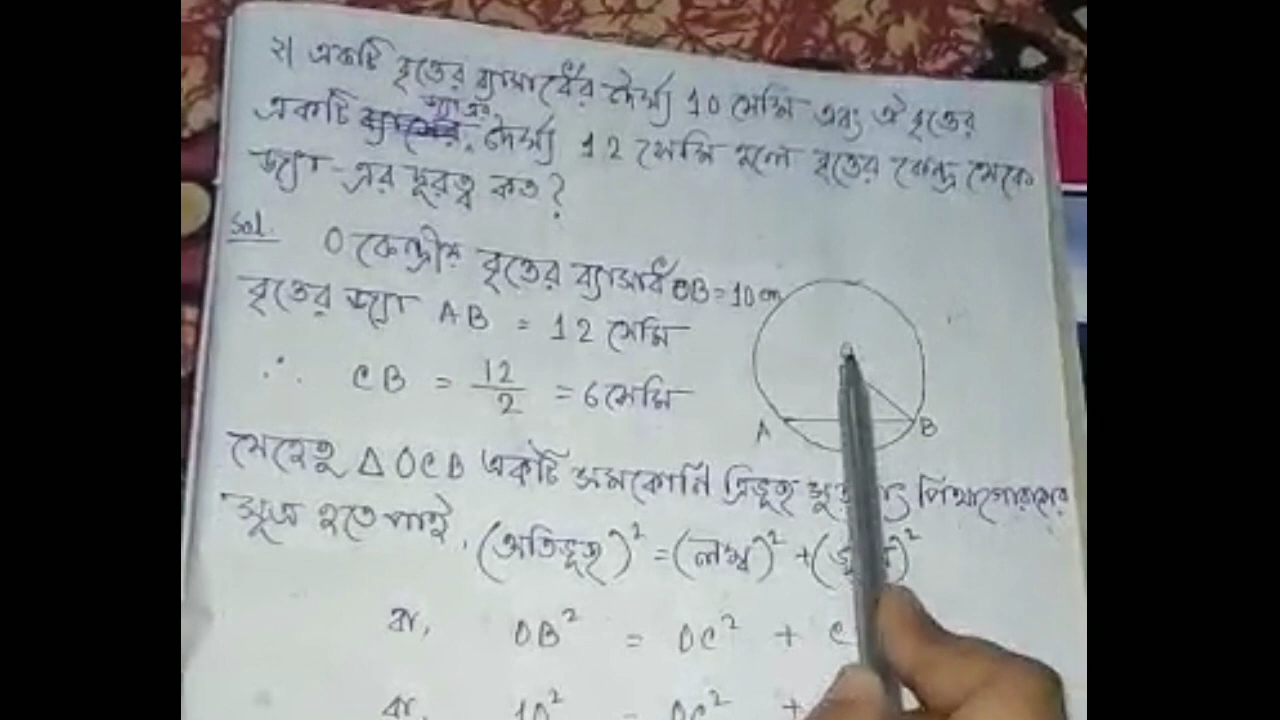 ২। একটি বৃত্তের ব্যাসার্ধের দৈর্ঘ্য 10 সেমি এবং ঐ বৃত্তের
একটি জ্যা এর দৈর্ঘ্য 12 সেমি হলে বৃত্তের কেন্দ্র থেকে
জ্যা-এর দূরত্ব কত?
Sol.
O কেন্দ্রীয় বৃত্তের ব্যাসার্ধ OB = 10 cm
বৃত্তের জ্যা AB = 12 সেমি
∴ CB = 12/2 = 6 সেমি
O
A B
যেহেতু Δ OCB একটি সমকোনি ত্রিভূজ পিথাগোরাসের
সূত্র হতে পাই, (অতিভূজ)² = (লম্ব)² + (
বা, OB² = OC² + C
বা, 10² = OC² +